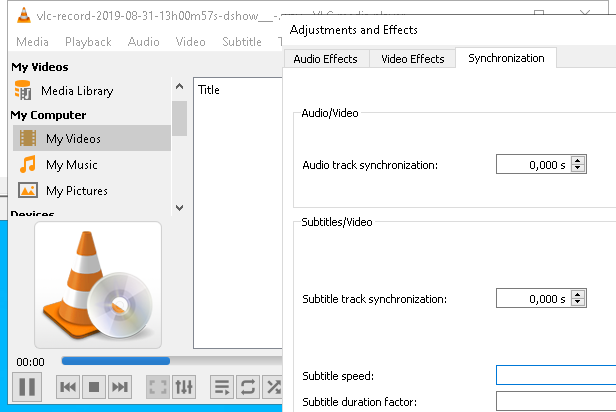 vlc-record-2019-08-31-13h00m57s-dshow___-.
Adjustments and Effects
Media Playback Audio Video Subtitle
Audio Effects Video Effects Synchronization
My Videos
Media Library
Title
My Computer
Audio/Video
My Videos
My Music
Audio track synchronization: 0,000 s
My Pictures
Devices
Subtitles/Video
Subtitle track synchronization: 0,000 s
00:00
Subtitle speed:
Subtitle duration factor: